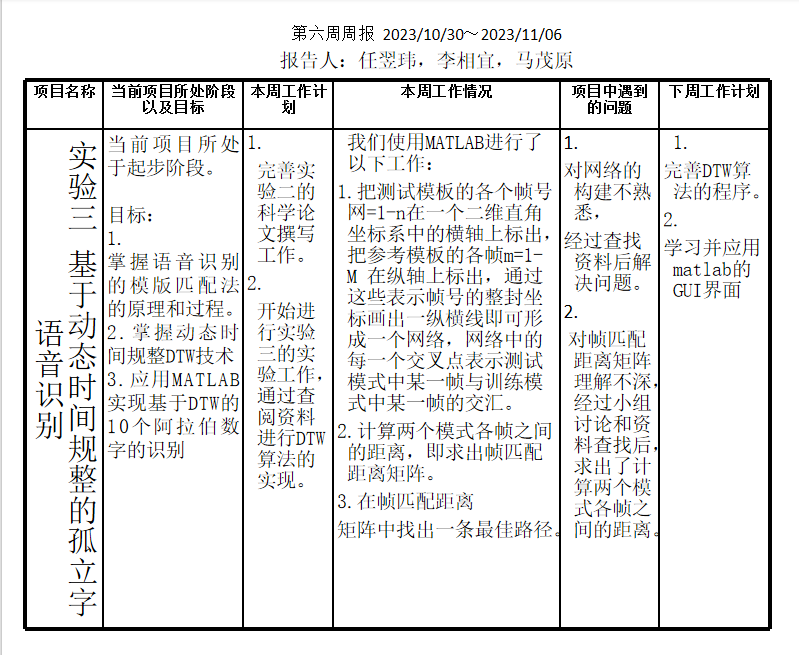 第六周周报 2023/10/30～2023/11/06
报告人：任翌玮，李相宜，马茂原
项目名称
当前项目所处阶段
以及目标
本周工作计
划
本周工作情况
项目中遇到
的问题
下周工作计划
实验三 基于动态时间规整的孤立字
语音识别
当前项目所处
于起步阶段。
目标：
1.
掌握语音识别
的模版匹配法
的原理和过程。
2.掌握动态时
间规整DTW技术
3.应用MATLAB
实现基于DTW的
10个阿拉伯数
字的识别
1.
完善实
验二的
科学论
文撰写
工作。
2.
开始进
行实验
三的实
验工作，
通过查
阅资料
进行DTW
算法的
实现。
我们使用MATLAB进行了
以下工作：
1.把测试模板的各个帧号
网=1-n在一个二维直角
坐标系中的横轴上标出，
把参考模板的各帧m=1-
M 在纵轴上标出，通过
这些表示帧号的整封坐
标画出一纵横线即可形
成一个网络，网络中的
每一个交叉点表示测试
模式中某一帧与训练模
式中某一帧的交汇。
2.计算两个模式各帧之间
的距离，即求出帧匹配
距离矩阵。
3.在帧匹配距离
矩阵中找出一条最佳路径。
1.
对网络的
构建不熟
悉，
经过查找
资料后解
决问题。
2.
对帧匹配
距离矩阵
理解不深，
经过小组
讨论和资
料查找后，
求出了计
算两个模
式各帧之
间的距离。
1.
完善DTW算
法的程序。
2.
学习并应用
matlab的
GUI界面